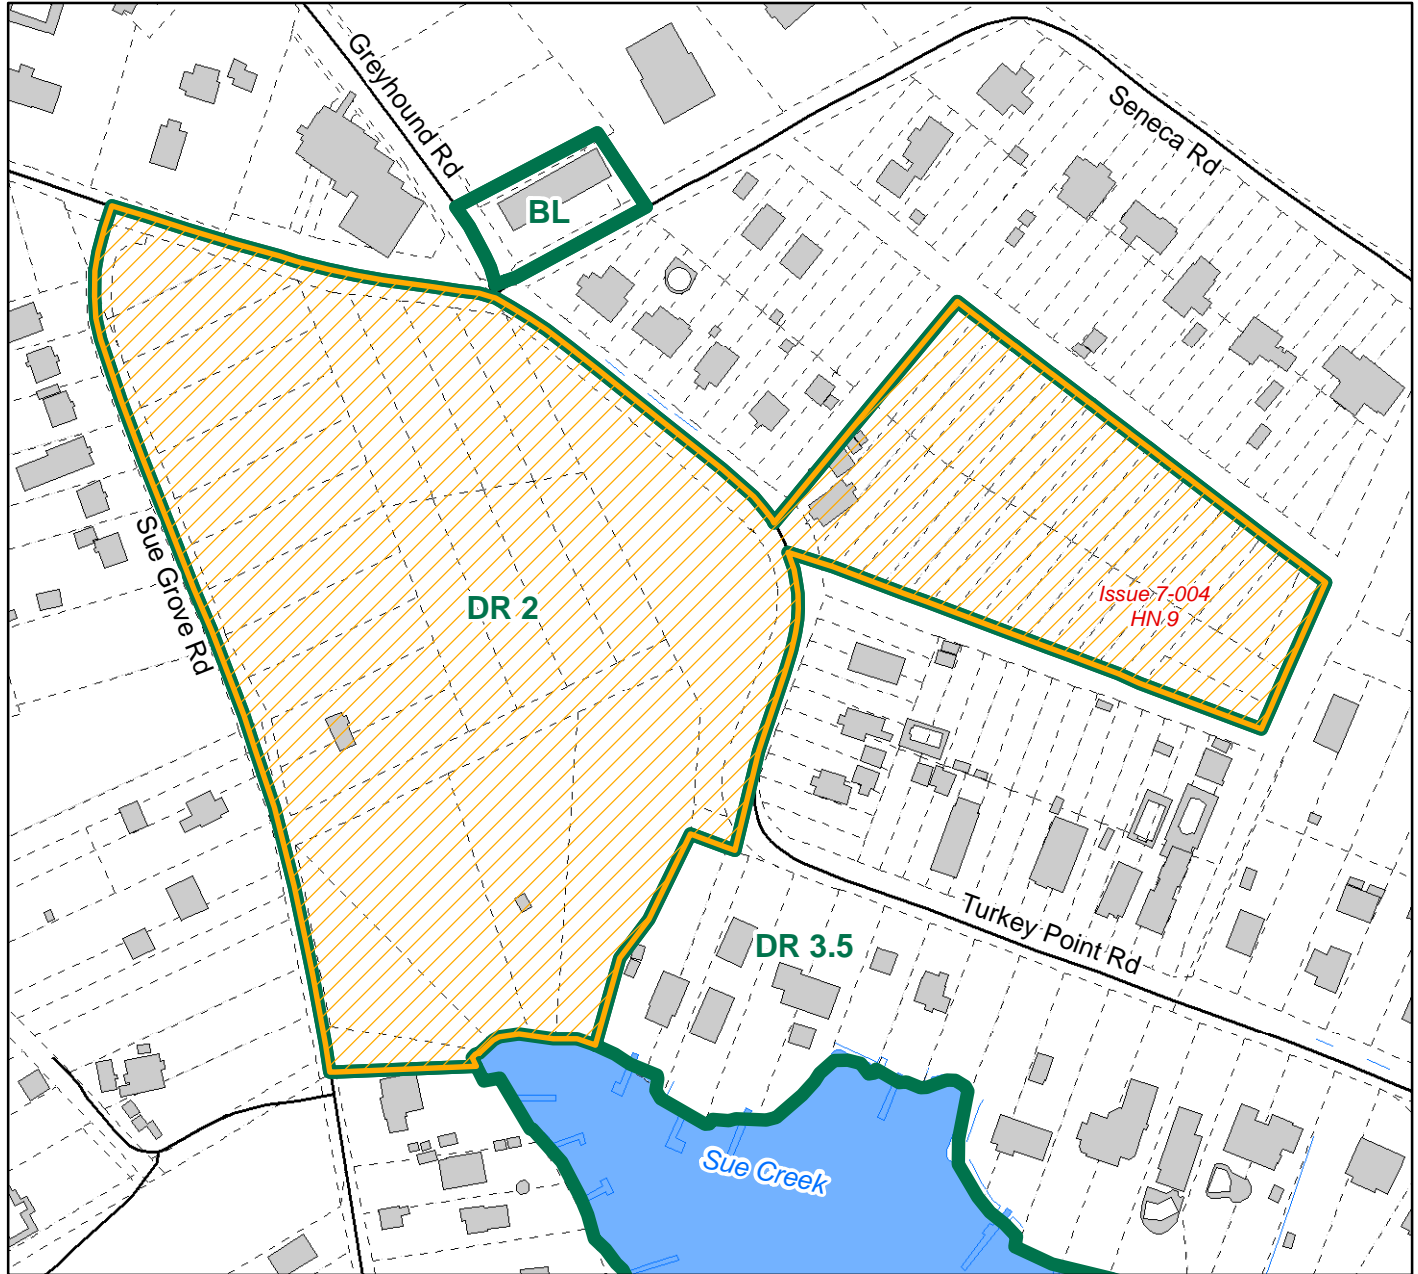 Greyhound Rd
Seneca Rd
BL
Sue Grove Rd
DR 2
Issue 7-004
HN 9
Turkey Point Rd
DR 3.5
Sue Creek